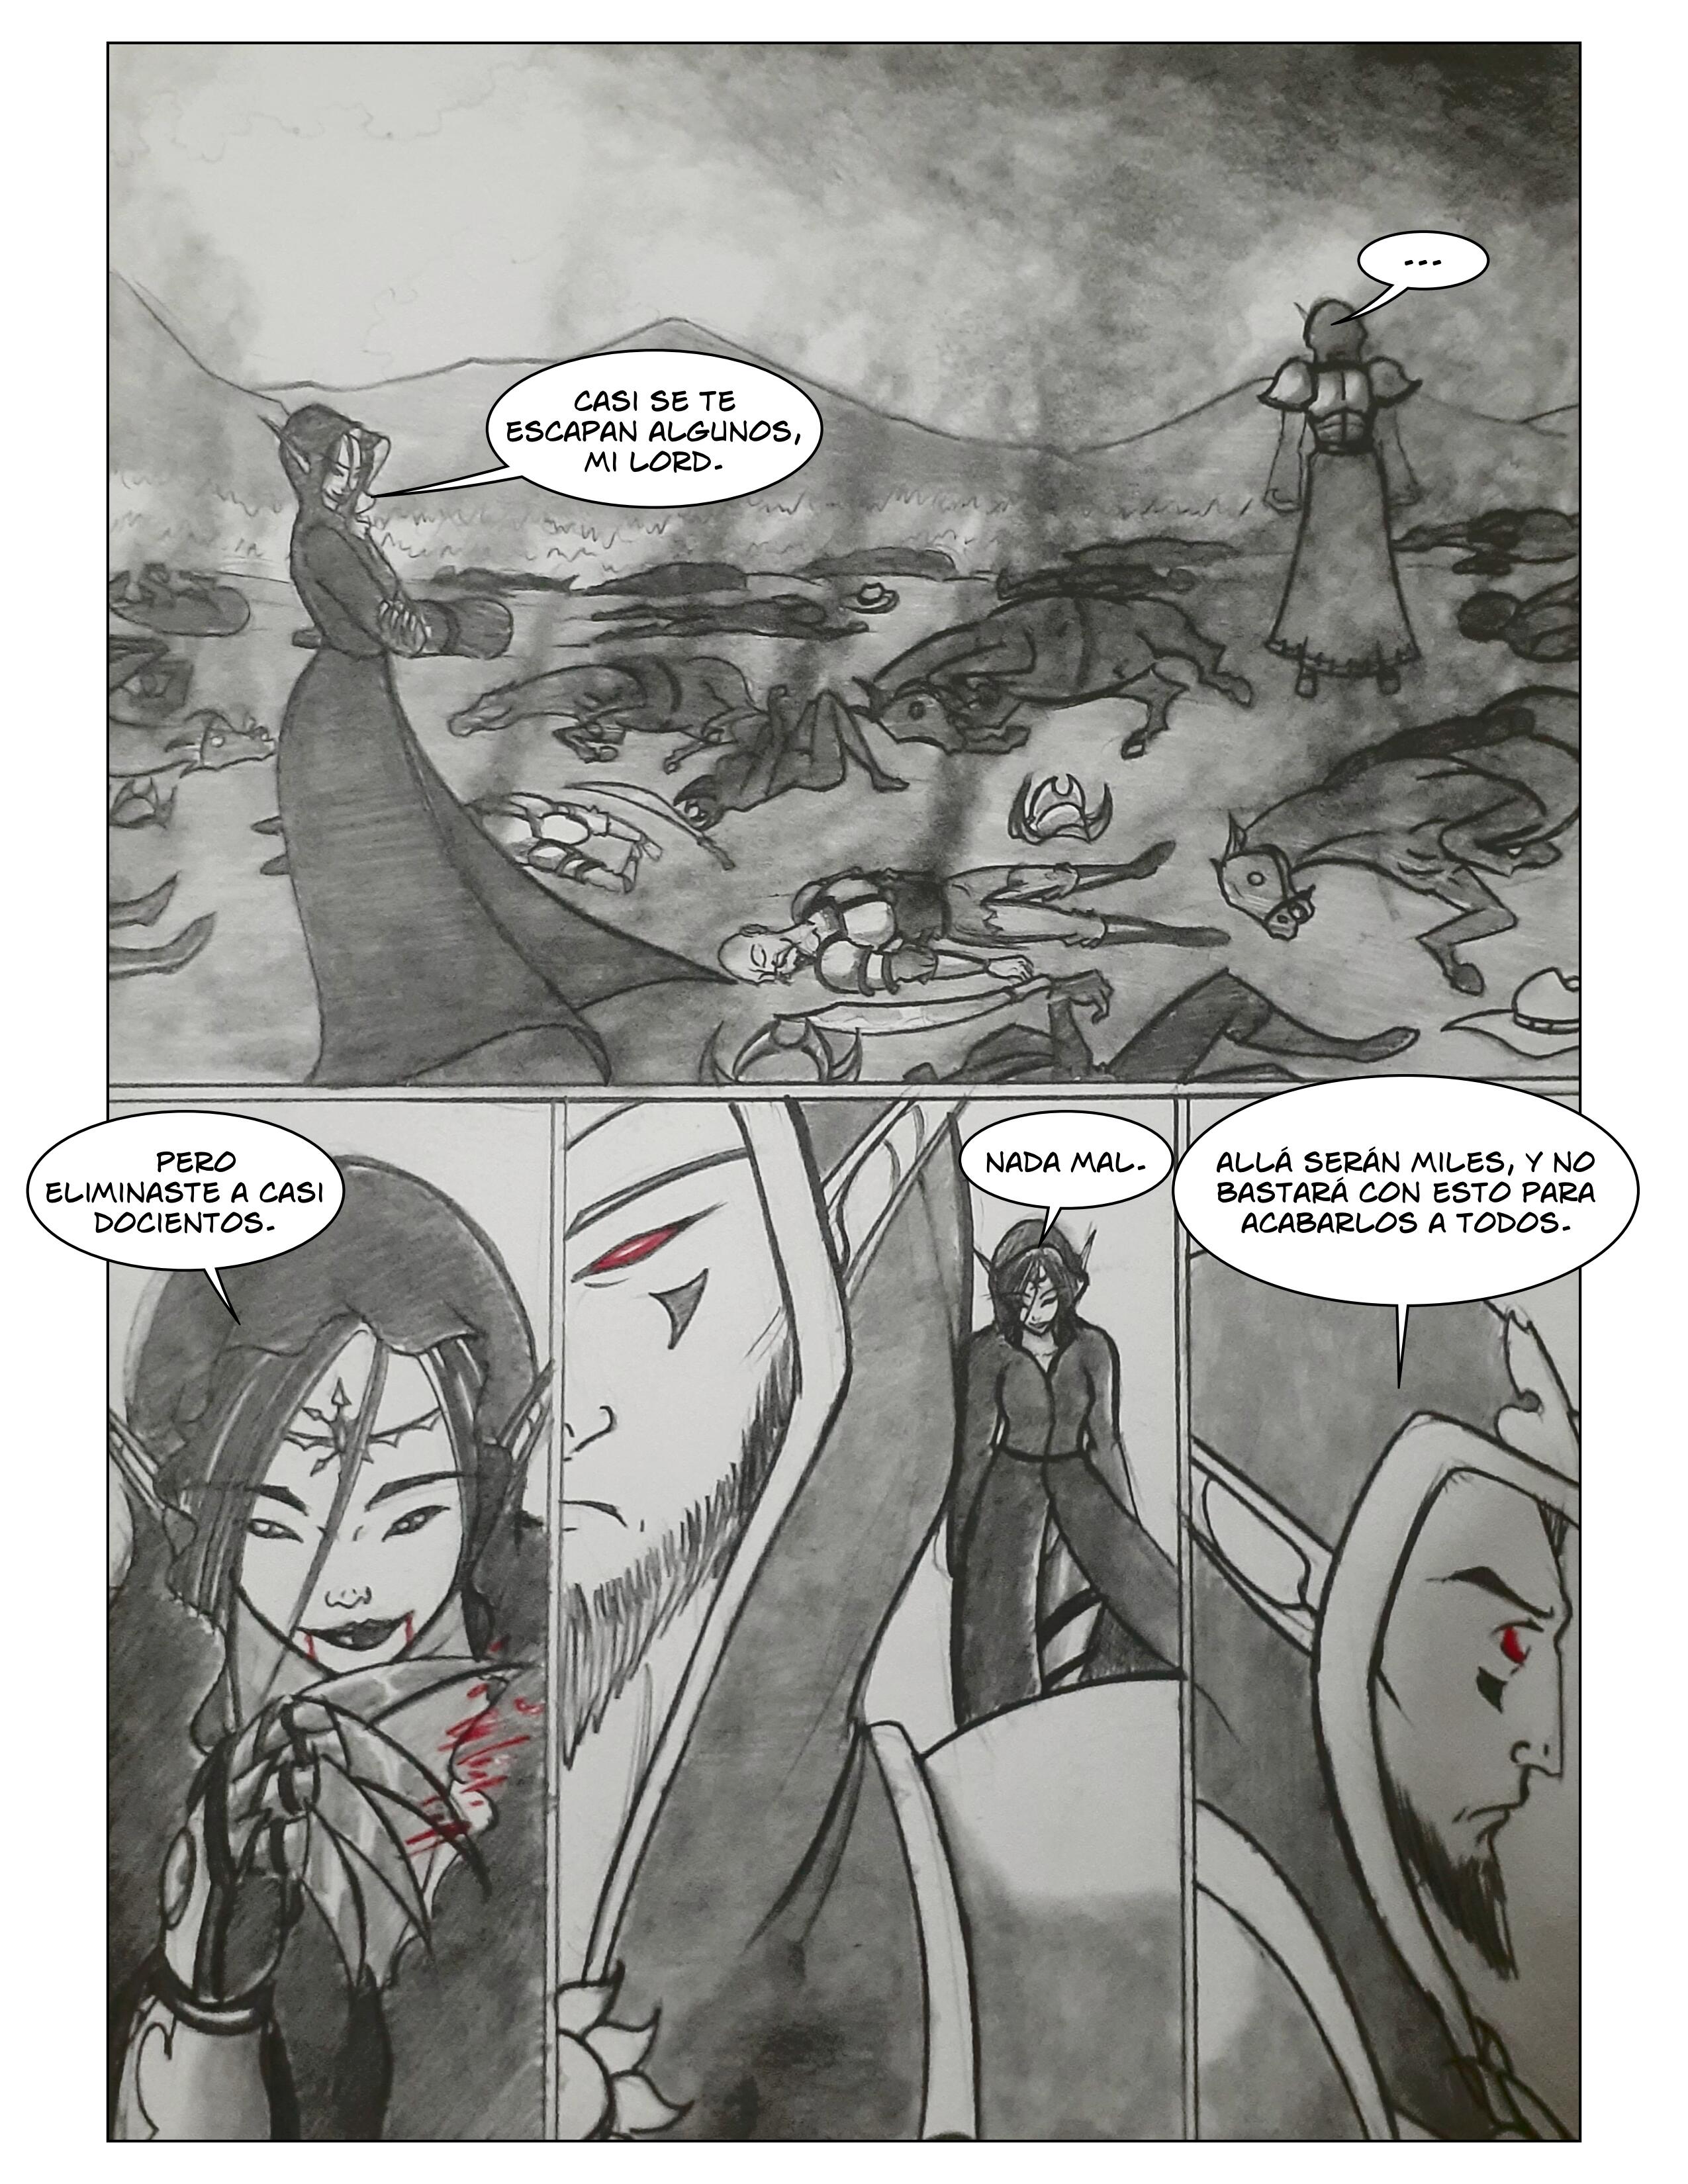 ...
CASI SE TE
ESCAPAN ALGUNOS,
MI LORD.
PERO
ELIMINASTE A CASI
DOCIENTOS.
NADA MAL.
ALLÁ SERÁN MILES, Y NO
BASTARÁ CON ESTO PARA
ACABARLOS A TODOS.